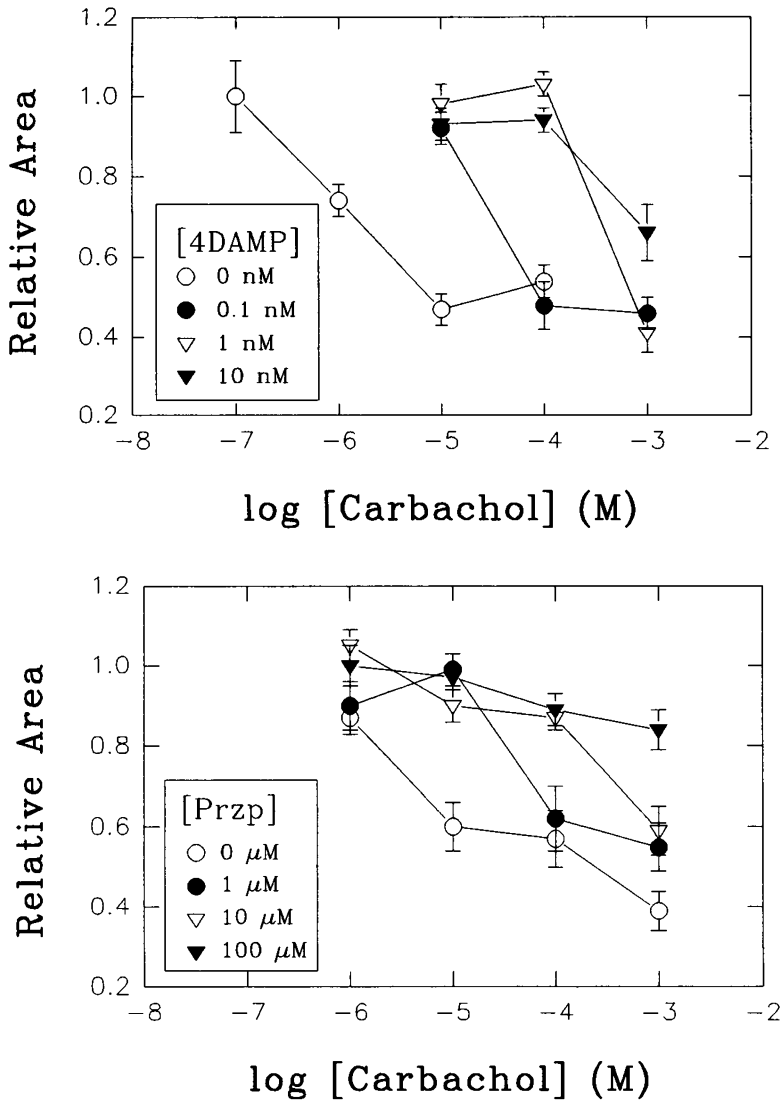 1.2
1.0
0.8
0.6
0.4
0.2
Relative Area
[4DAMP]
0 nM
0.1 nM
1 nM
10 nM
−8 −7 −6 −5 −4 −3 −2
log [Carbachol] (M)
1.2
1.0
0.8
0.6
0.4
0.2
Relative Area
[Przp]
0 μM
1 μM
10 μM
100 μM
−8 −7 −6 −5 −4 −3 −2
log [Carbachol] (M)